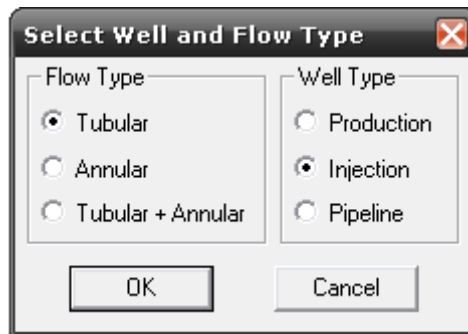 Select Well and Flow Type
Flow Type
Tubular
Annular
Tubular + Annular
Well Type
Production
Injection
Pipeline
OK
Cancel